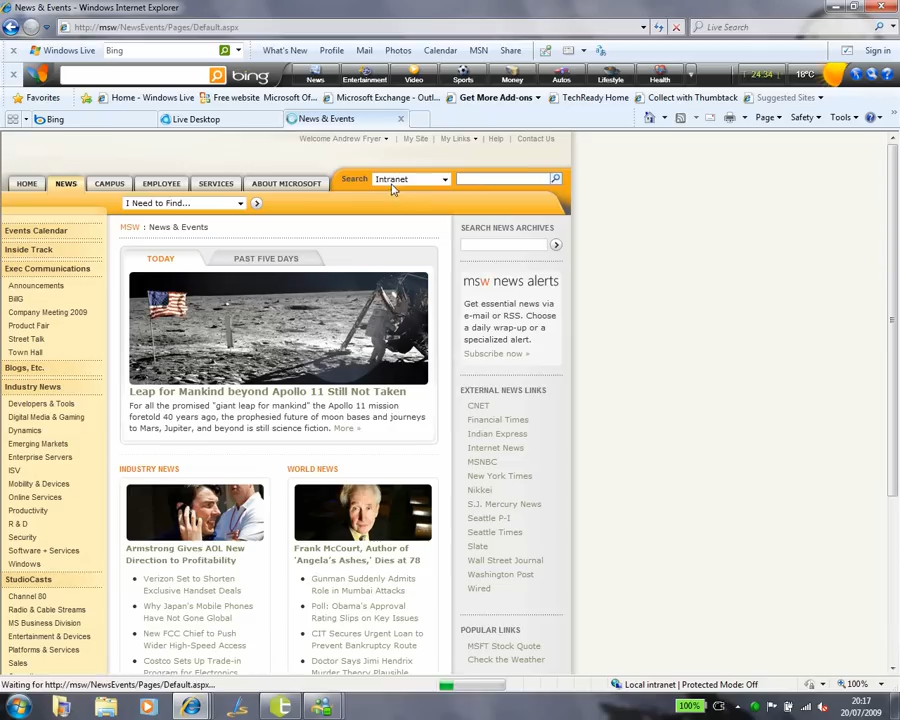 News & Events - Windows Internet Explorer
http://msw/NewsEvents/Pages/Default.aspx
Live Search
Windows Live
Bing
What's New
Profile
Mail
Photos
Calendar
MSN
Share
Sign in
bing
News
Entertainment
Video
Sports
Money
Autos
Lifestyle
Health
24:34
18°C
Favorites
Home - Windows Live
Free website Microsoft Of...
Microsoft Exchange - Outl...
Get More Add-ons
TechReady HOME
Collect with Thumbtack
Suggested Sites
Bing
Live Desktop
News & Events
Page
Safety
Tools
Welcome Andrew Fryer
My Site
My Links
Help
Contact Us
HOME
NEWS
CAMPUS
EMPLOYEE
SERVICES
ABOUT MICROSOFT
Search
Intranet
I Need to Find...
Events Calendar
Inside Track
Exec Communications
Announcements
BillG
Company Meeting 2009
Product Fair
Street Talk
Town Hall
Blogs, Etc.
Industry News
Developers & Tools
Digital Media & Gaming
Dynamics
Emerging Markets
Enterprise Servers
ISV
Mobility & Devices
Online Services
Productivity
R & D
Security
Software + Services
Windows
StudioCasts
Channel 80
Radio & Cable Streams
MS Business Division
Entertainment & Devices
Platforms & Services
Sales
MSW : News & Events
TODAY
PAST FIVE DAYS
Leap for Mankind beyond Apollo 11 Still Not Taken
For all the promised "giant leap for mankind" the Apollo 11 mission
foretold 40 years ago, the prophesied future of moon bases and journeys
to Mars, Jupiter, and beyond is still science fiction. More »
INDUSTRY NEWS
Armstrong Gives AOL New
Direction to Profitability
Verizon Set to Shorten
Exclusive Handset Deals
Why Japan's Mobile Phones
Have Not Gone Global
New FCC Chief to Push
Wider High-Speed Access
Costco Sets Up Trade-in
Program for Electronics
WORLD NEWS
Frank McCourt, Author of
'Angela's Ashes,' Dies at 78
Gunman Suddenly Admits
Role in Mumbai Attacks
Poll: Obama's Approval
Rating Slips on Key Issues
CIT Secures Urgent Loan to
Prevent Bankruptcy Route
Doctor Says Jimi Hendrix
Murder Theory Plausible
SEARCH NEWS ARCHIVES
msw news alerts
Get essential news via
e-mail or RSS. Choose
a daily wrap-up or a
specialized alert.
Subscribe now »
EXTERNAL NEWS LINKS
CNET
Financial Times
Indian Express
Internet News
MSNBC
New York Times
Nikkei
S.J. Mercury News
Seattle P-I
Seattle Times
Slate
Wall Street Journal
Washington Post
Wired
POPULAR LINKS
MSFT Stock Quote
Check the Weather
Waiting for http://msw/NewsEvents/Pages/Default.aspx...
Local intranet | Protected Mode: Off
100%
100%
20:17
20/07/2009